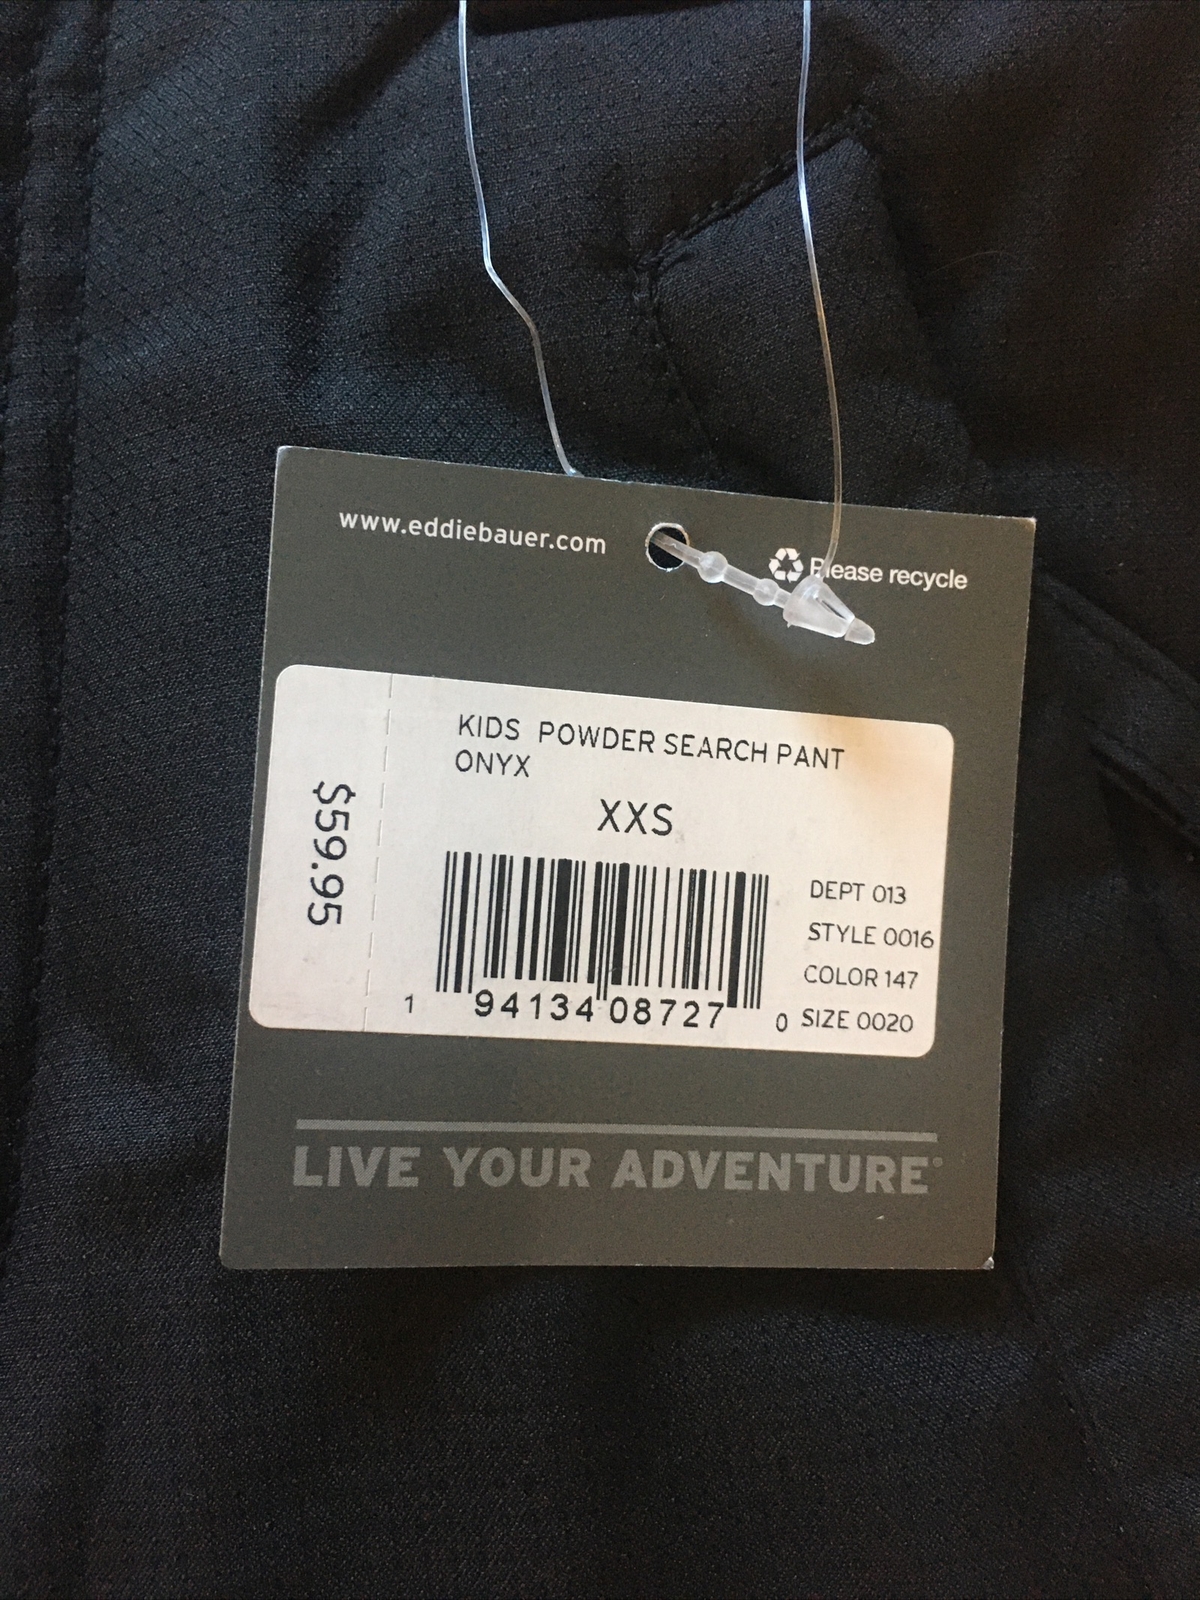 www.eddiebauer.com
Please recycle
KIDS POWDER SEARCH PANT
ONYX
XXS
$59.95
DEPT 013
STYLE 0016
COLOR 147
SIZE 0020
1 94134 08727 0
LIVE YOUR ADVENTURE®